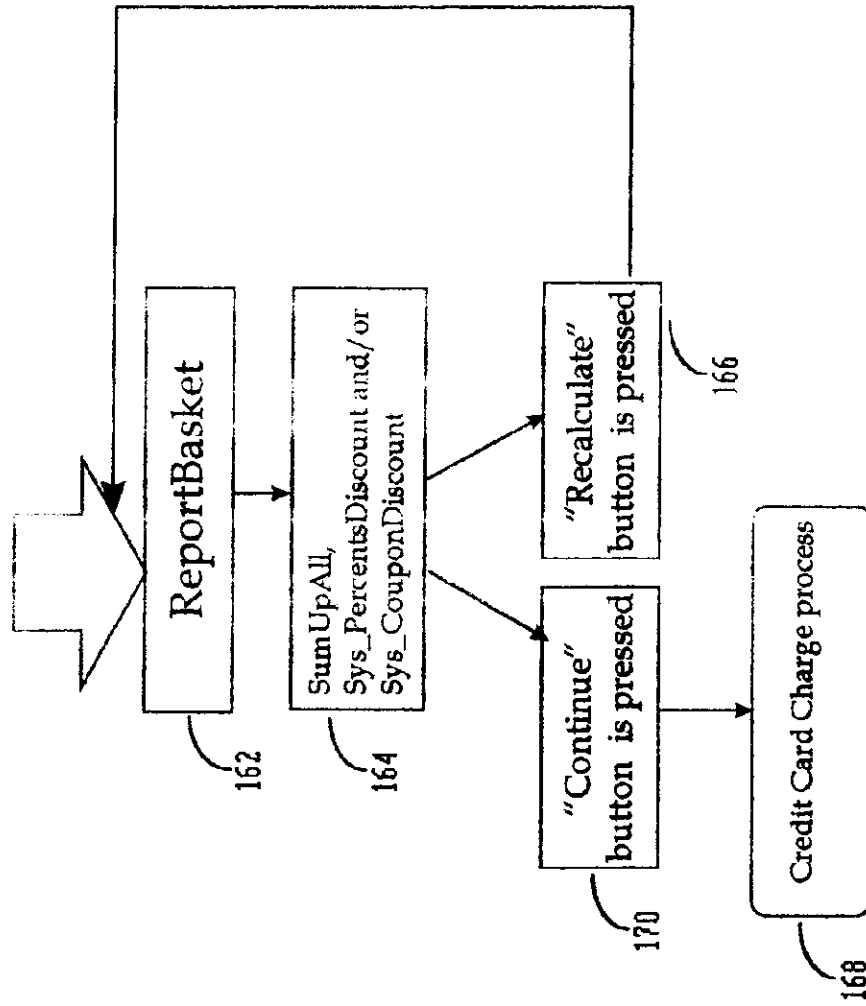 ReportBasket
162
SumUpAll,
Sys_PercentsDiscount and/or
Sys_CouponDiscount
164
"Continue"
button is pressed
170
"Recalculate"
button is pressed
166
Credit Card Charge process
168